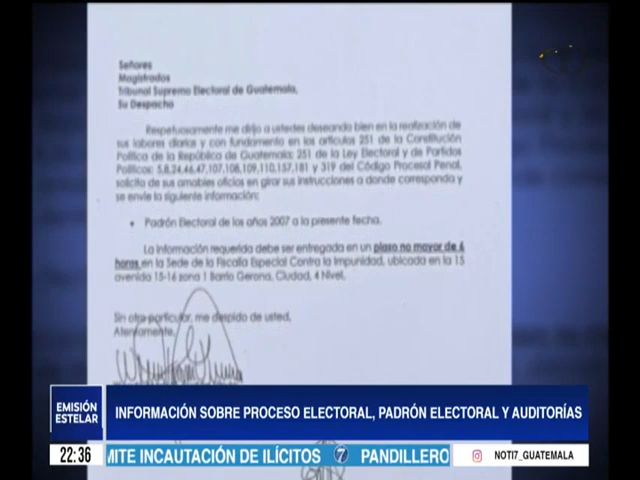 Señores
Magistrados
Tribunal Supremo Electoral de Guatemala,
Su Despacho
Respetuosamente me dirijo a ustedes deseando bien en la realización de
sus labores diarias y con fundamento en los artículos 251 de la Constitución
Política de la República de Guatemala; 251 de la Ley Electoral y de Partidos
Políticos; 5,8,24,46,47,107,108,109,110,157,181 y 319 del Código Procesal Penal,
solicito de sus amables oficios en girar sus instrucciones a donde corresponda y
se envíe la siguiente información:
• Padrón Electoral de los años 2007 a la presente fecha.
La información requerida debe ser entregada en un plazo no mayor de 6
horas en la Sede de la Fiscalía Especial Contra la Impunidad, ubicada en la 15
avenida 15-16 zona 1 Barrio Gerona, Ciudad, 4 Nivel.
Sin otro particular, me despido de usted,
Atentamente,
EMISIÓN
ESTELAR
INFORMACIÓN SOBRE PROCESO ELECTORAL, PADRÓN ELECTORAL Y AUDITORÍAS
22:36
MITE INCAUTACIÓN DE ILÍCITOS 7 PANDILLERO
NOTI7_GUATEMALA